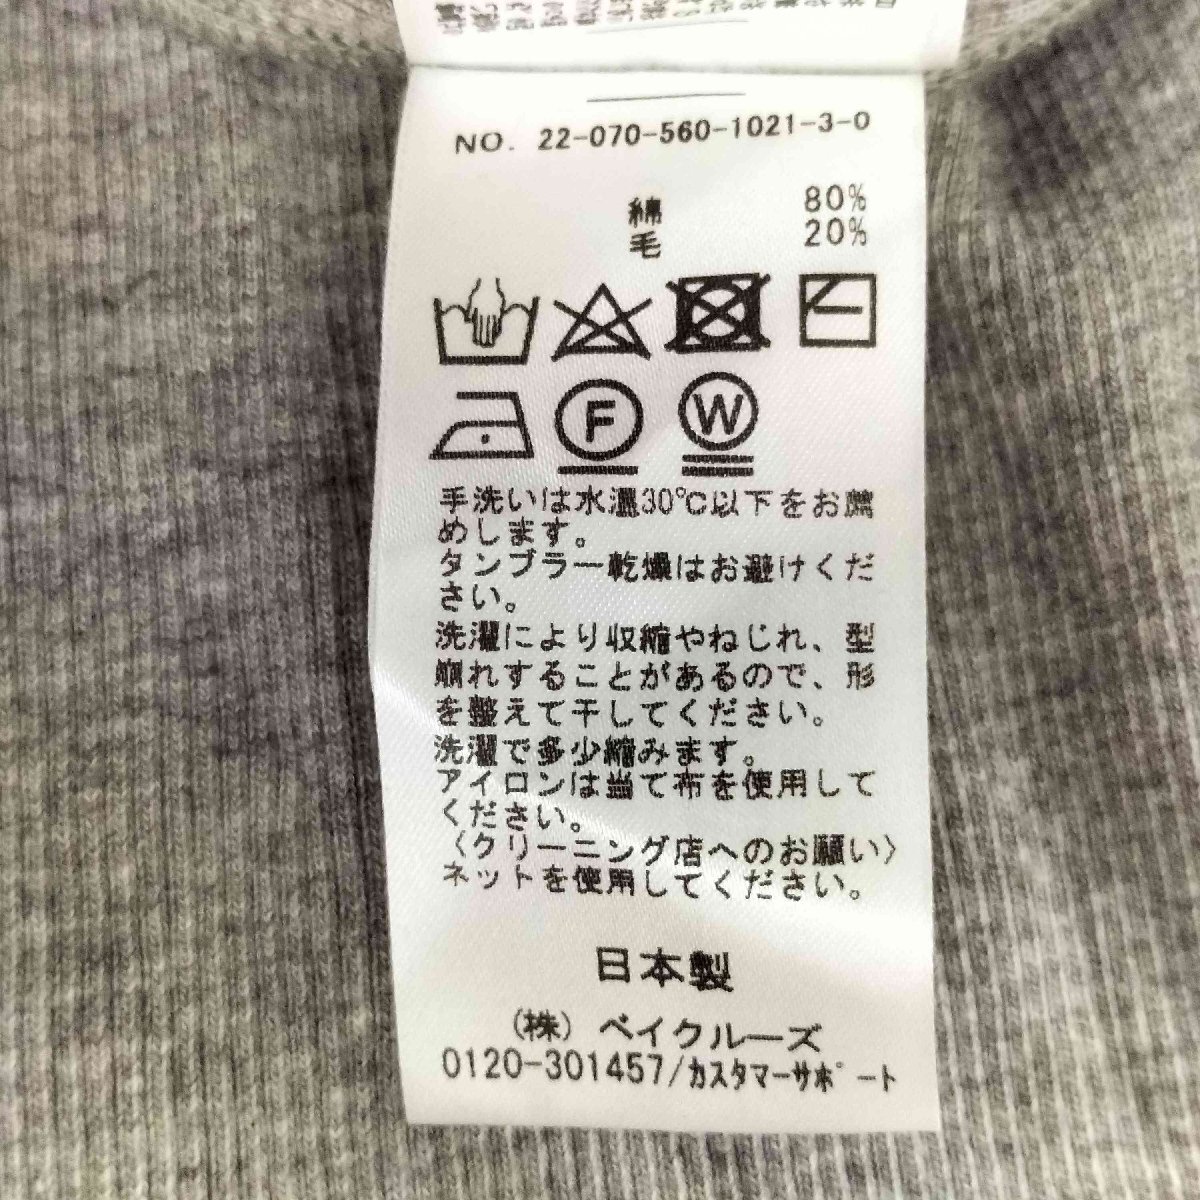 NO. 22-070-560-1021-3-0
綿 80%
毛 20%
F W
手洗いは水温30℃以下をお薦
めします。
タンブラー乾燥はお避けくだ
さい。
洗濯により収縮やねじれ、型
崩れすることがあるので、形
を整えて干してください。
洗濯で多少縮みます。
アイロンは当て布を使用して
ください。
〈クリーニング店へのお願い〉
ネットを使用してください。
日本製
(株) ベイクルーズ
0120-301457/カスタマーサポート